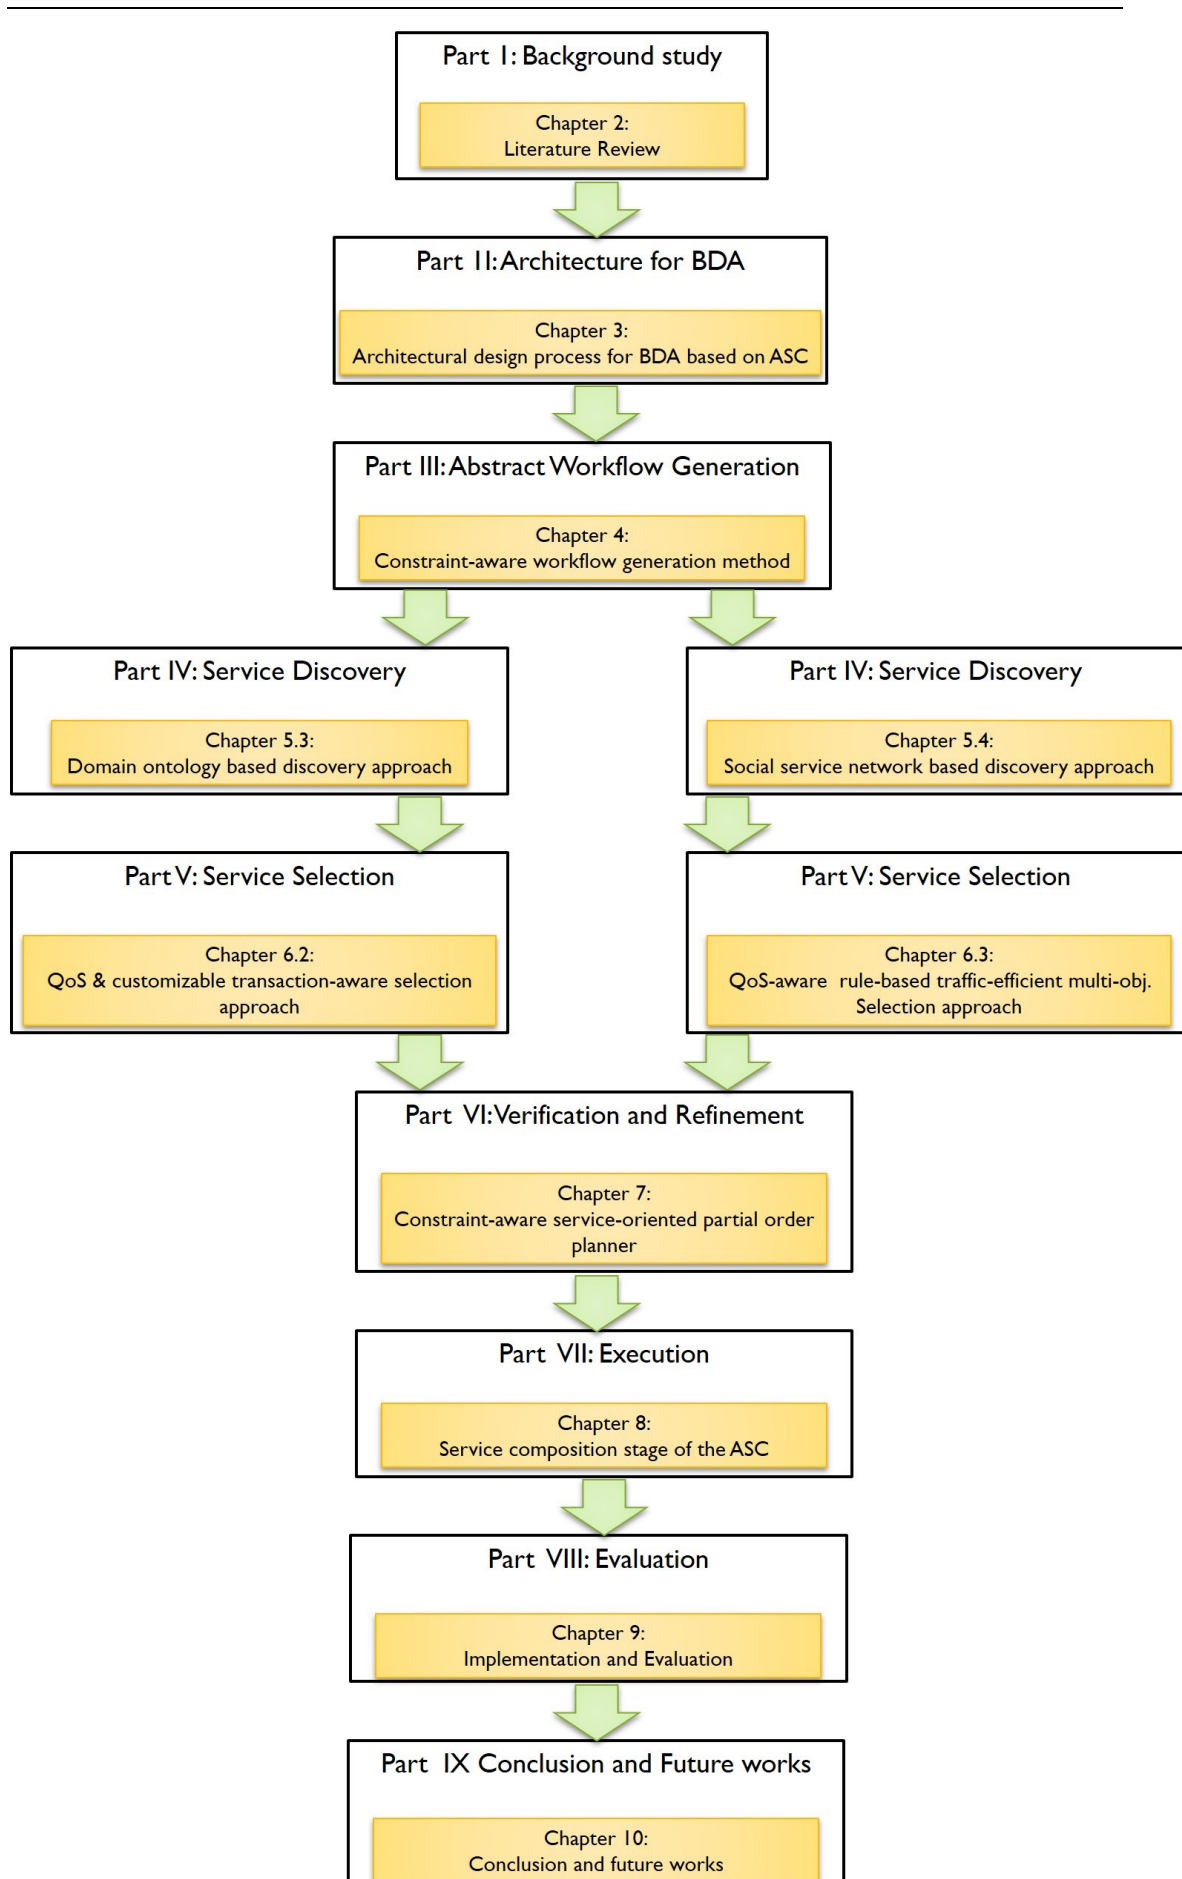 Part 1: Background study
Chapter 2:
Literature Review
Part 1I: Architecture for BDA
Chapter 3:
Architectural design process for BDA based on ASC
Part III: Abstract Workflow Generation
Chapter 4:
Constraint-aware workflow generation method
Part IV: Service Discovery
Chapter 5.3:
Domain ontology based discovery approach
Part IV: Service Discovery
Chapter 5.4:
Social service network based discovery approach
Part V: Service Selection
Chapter 6.2:
QoS & customizable transaction-aware selection
approach
Part V: Service Selection
Chapter 6.3:
QoS-aware rule-based traffic-efficient multi-obj.
Selection approach
Part VI: Verification and Refinement
Chapter 7:
Constraint-aware service-oriented partial order
planner
Part VII: Execution
Chapter 8:
Service composition stage of the ASC
Part VIII: Evaluation
Chapter 9:
Implementation and Evaluation
Part IX Conclusion and Future works
Chapter 10:
Conclusion and future works